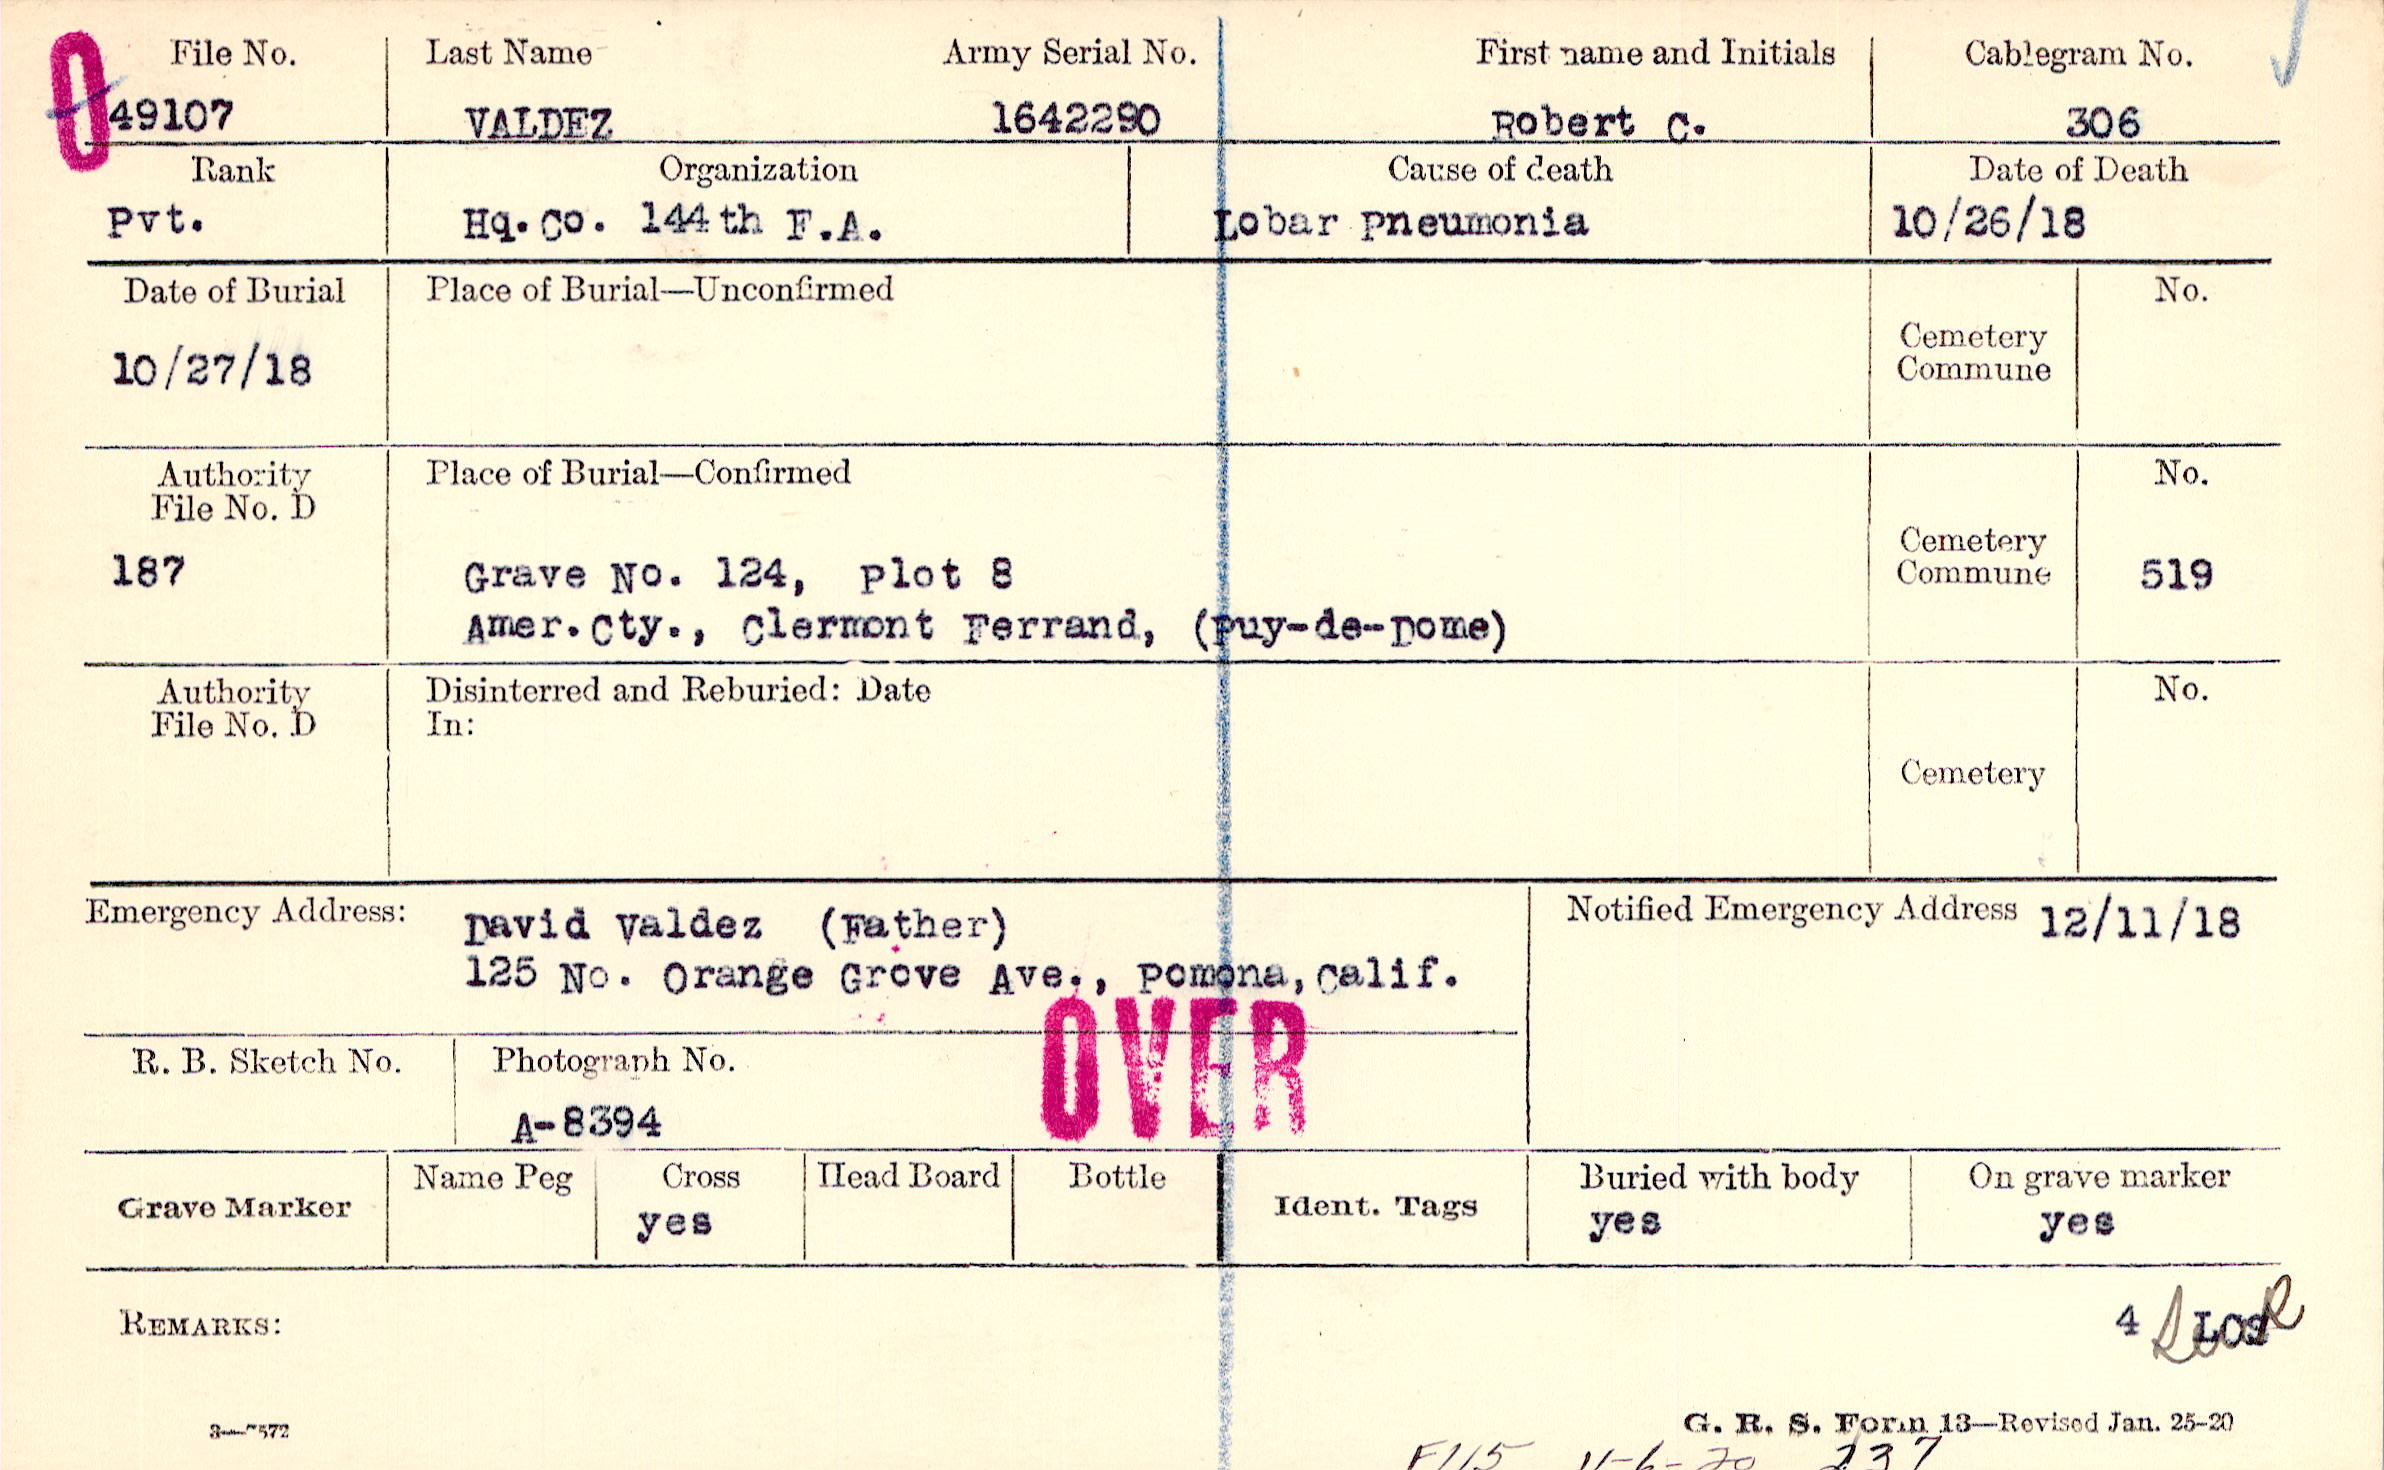 0 File No. Last Name Army Serial No. First name and Initials Cablegram No.
49107 VALDEZ 1642290 Robert C. 306
Rank Organization Cause of death Date of Death
Pvt. Hq.Co. 144th F.A. Lobar Pneumonia 10/26/18
Date of Burial Place of Burial—Unconfirmed No.
Cemetery
Commune
10/27/18
Authority Place of Burial—Confirmed No.
File No. D
Cemetery
187 Grave No. 124, Plot 8 Commune 519
Amer.Cty., Clermont Ferrand, (Puy-de-Dome)
Authority Disinterred and Reburied: Date No.
File No. D In:
Cemetery
Emergency Address: David Valdez (Father) Notified Emergency Address 12/11/18
125 No. Orange Grove Ave., Pomona, Calif.
OVER
R. B. Sketch No. Photograph No.
A-8394
Grave Marker Name Peg Cross Head Board Bottle Ident. Tags Buried with body On grave marker
yes yes yes
REMARKS: 4 LCS
G. R. S. Form 13—Revised Jan. 25-20
F115 11-6-20 237